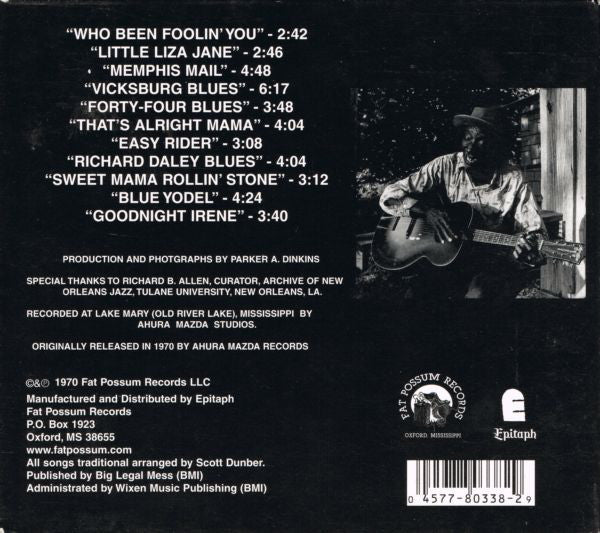 “WHO BEEN FOOLIN’ YOU” - 2:42
“LITTLE LIZA JANE” - 2:46
“MEMPHIS MAIL” - 4:48
“VICKSBURG BLUES” - 6:17
“FORTY-FOUR BLUES” - 3:48
“THAT’S ALRIGHT MAMA” - 4:04
“EASY RIDER” - 3:08
“RICHARD DALEY BLUES” - 4:04
“SWEET MAMA ROLLIN’ STONE” - 3:12
“BLUE YODEL” - 4:24
“GOODNIGHT IRENE” - 3:40
PRODUCTION AND PHOTGRAPHS BY PARKER A. DINKINS
SPECIAL THANKS TO RICHARD B. ALLEN, CURATOR, ARCHIVE OF NEW
ORLEANS JAZZ, TULANE UNIVERSITY, NEW ORLEANS, LA.
RECORDED AT LAKE MARY (OLD RIVER LAKE), MISSISSIPPI BY
AHURA MAZDA STUDIOS.
ORIGINALLY RELEASED IN 1970 BY AHURA MAZDA RECORDS
©&℗ 1970 Fat Possum Records LLC
Manufactured and Distributed by Epitaph
Fat Possum Records
P.O. Box 1923
Oxford, MS 38655
www.fatpossum.com
All songs traditional arranged by Scott Dunber.
Published by Big Legal Mess (BMI)
Administrated by Wixen Music Publishing (BMI)
FAT POSSUM RECORDS
OXFORD, MISSISSIPPI
E
Epitaph
0 4577-80338-2 9